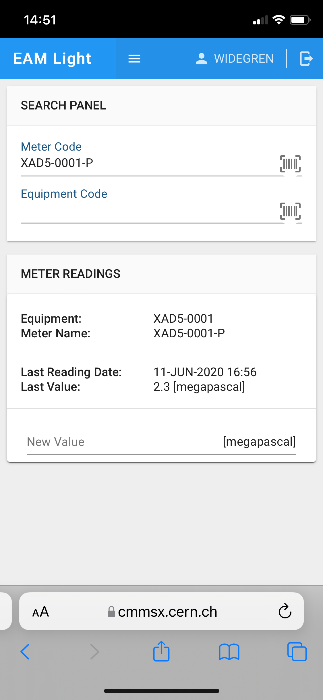 14:51
EAM Light
WIDEGREN
SEARCH PANEL
Meter Code
XAD5-0001-P
Equipment Code
METER READINGS
Equipment: XAD5-0001
Meter Name: XAD5-0001-P
Last Reading Date: 11-JUN-2020 16:56
Last Value: 2.3 [megapascal]
New Value [megapascal]
AA cmmsx.cern.ch